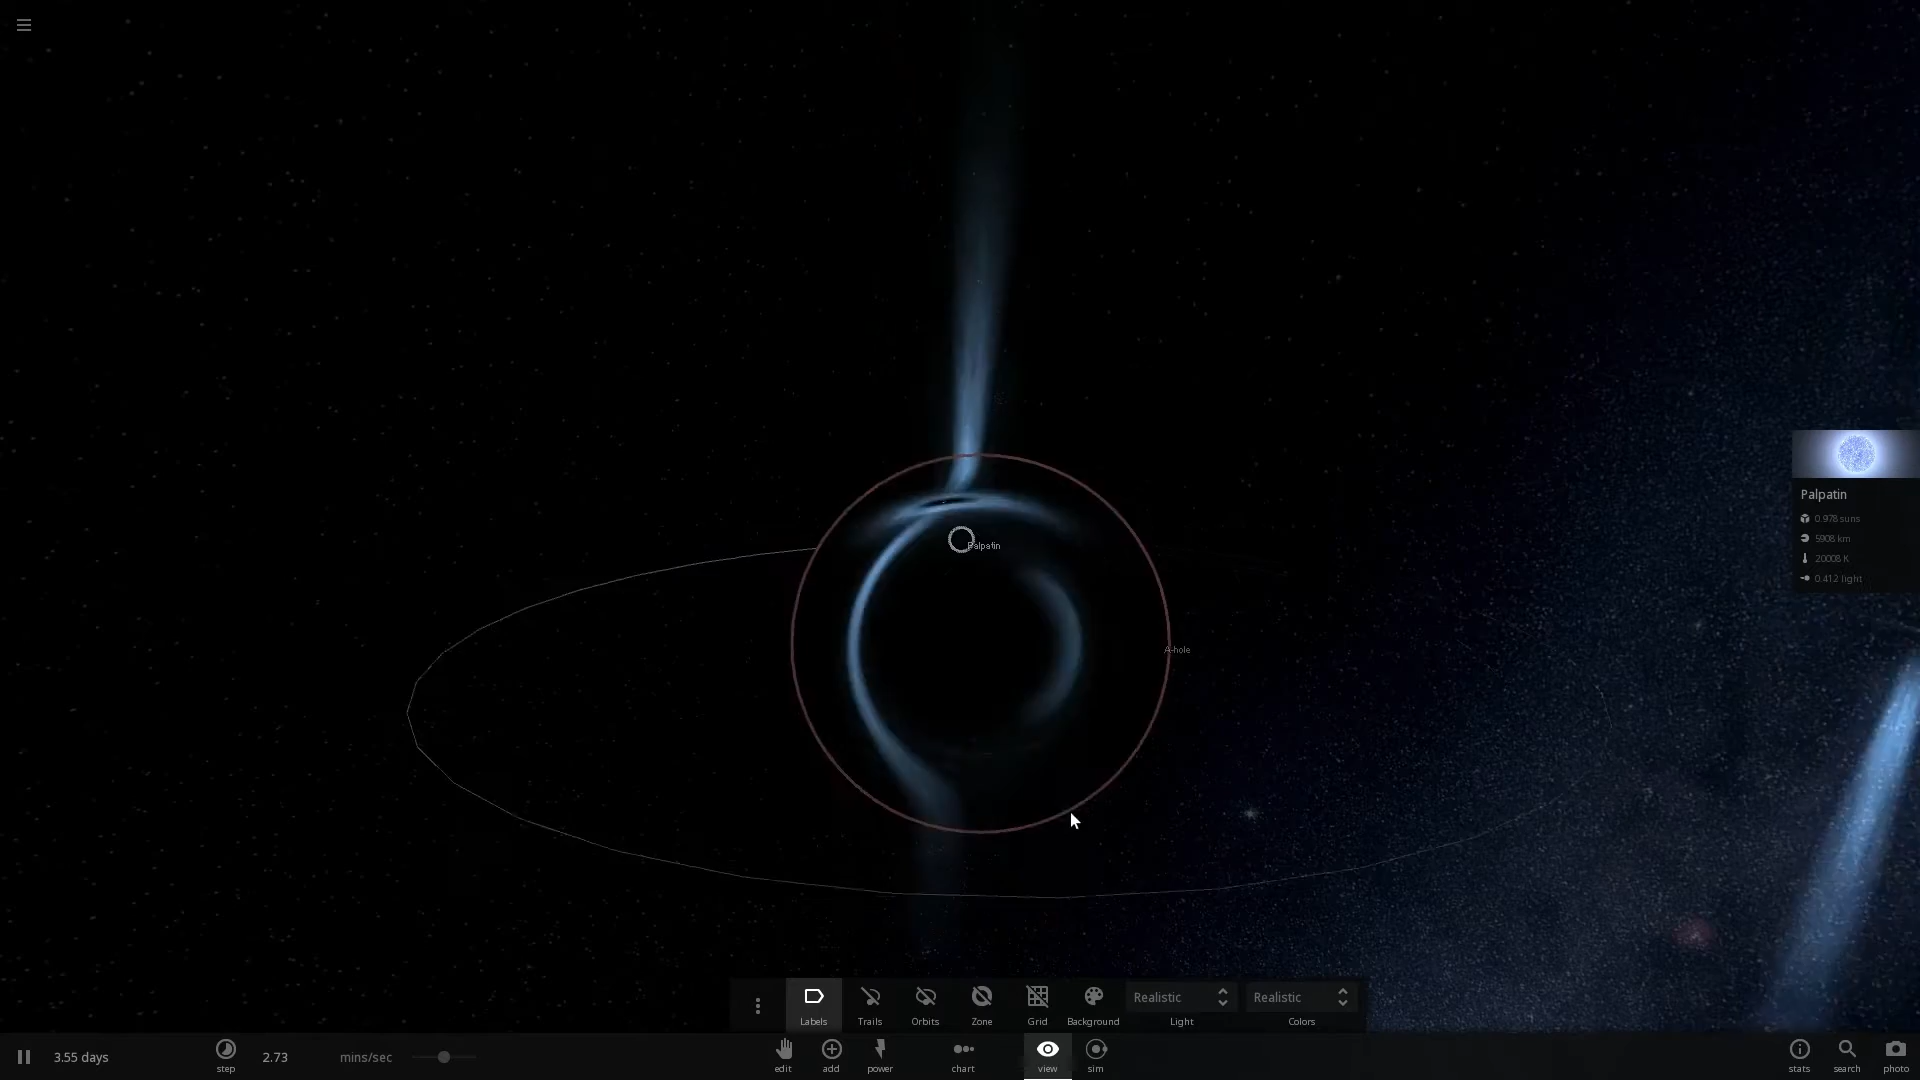 Palpatin
A-hole
Palpatin
0.978 suns
5908 km
20008 K
0.412 light
Labels
Trails
Orbits
Zone
Grid
Background
Realistic
Light
Realistic
Colors
3.55 days
step
2.73
mins/sec
edit
add
power
chart
view
sim
stats
search
photo